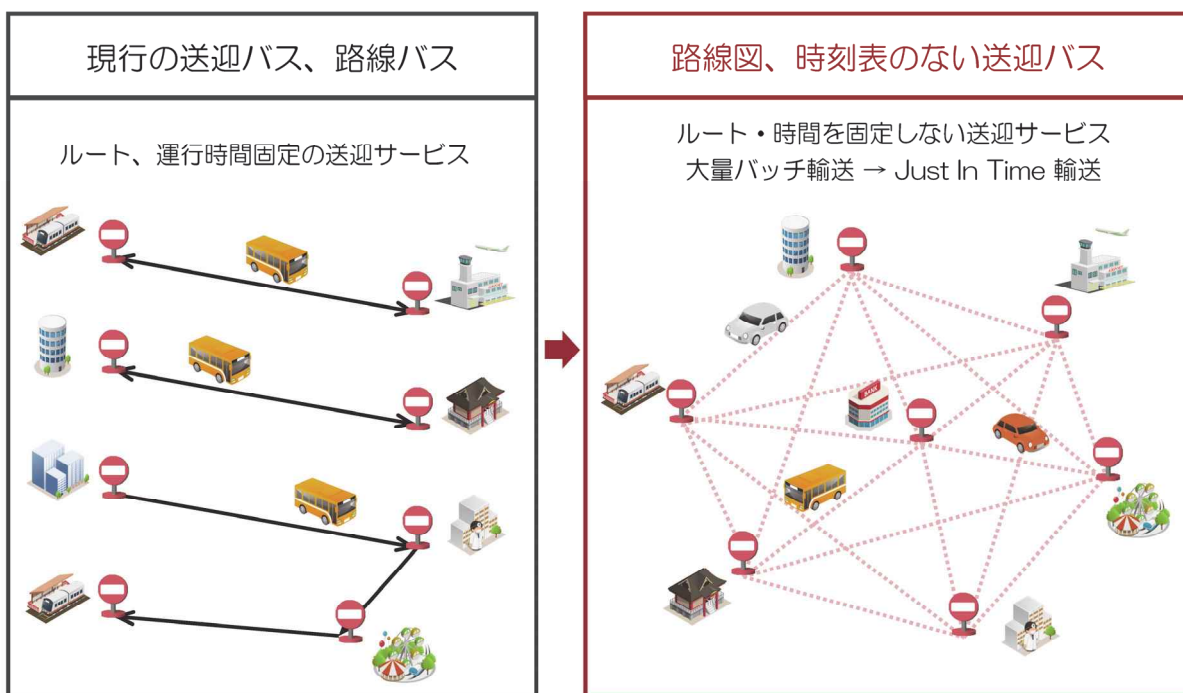 現行の送迎バス、路線バス
ルート、運行時間固定の送迎サービス
路線図、時刻表のない送迎バス
ルート・時間を固定しない送迎サービス
大量バッチ輸送 → Just In Time 輸送
BANK